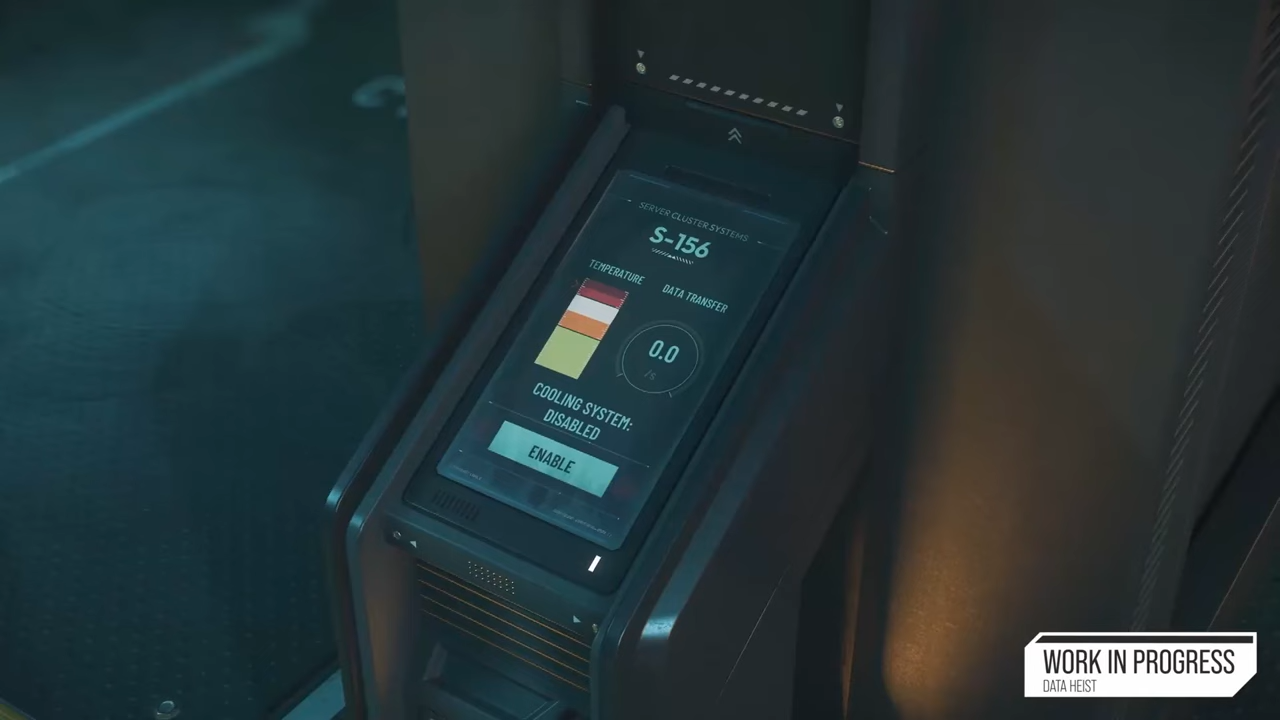 SERVER CLUSTER SYSTEMS
S-156
TEMPERATURE
DATA TRANSFER
0.0
/s
COOLING SYSTEM:
DISABLED
ENABLE
WORK IN PROGRESS
DATA HEIST